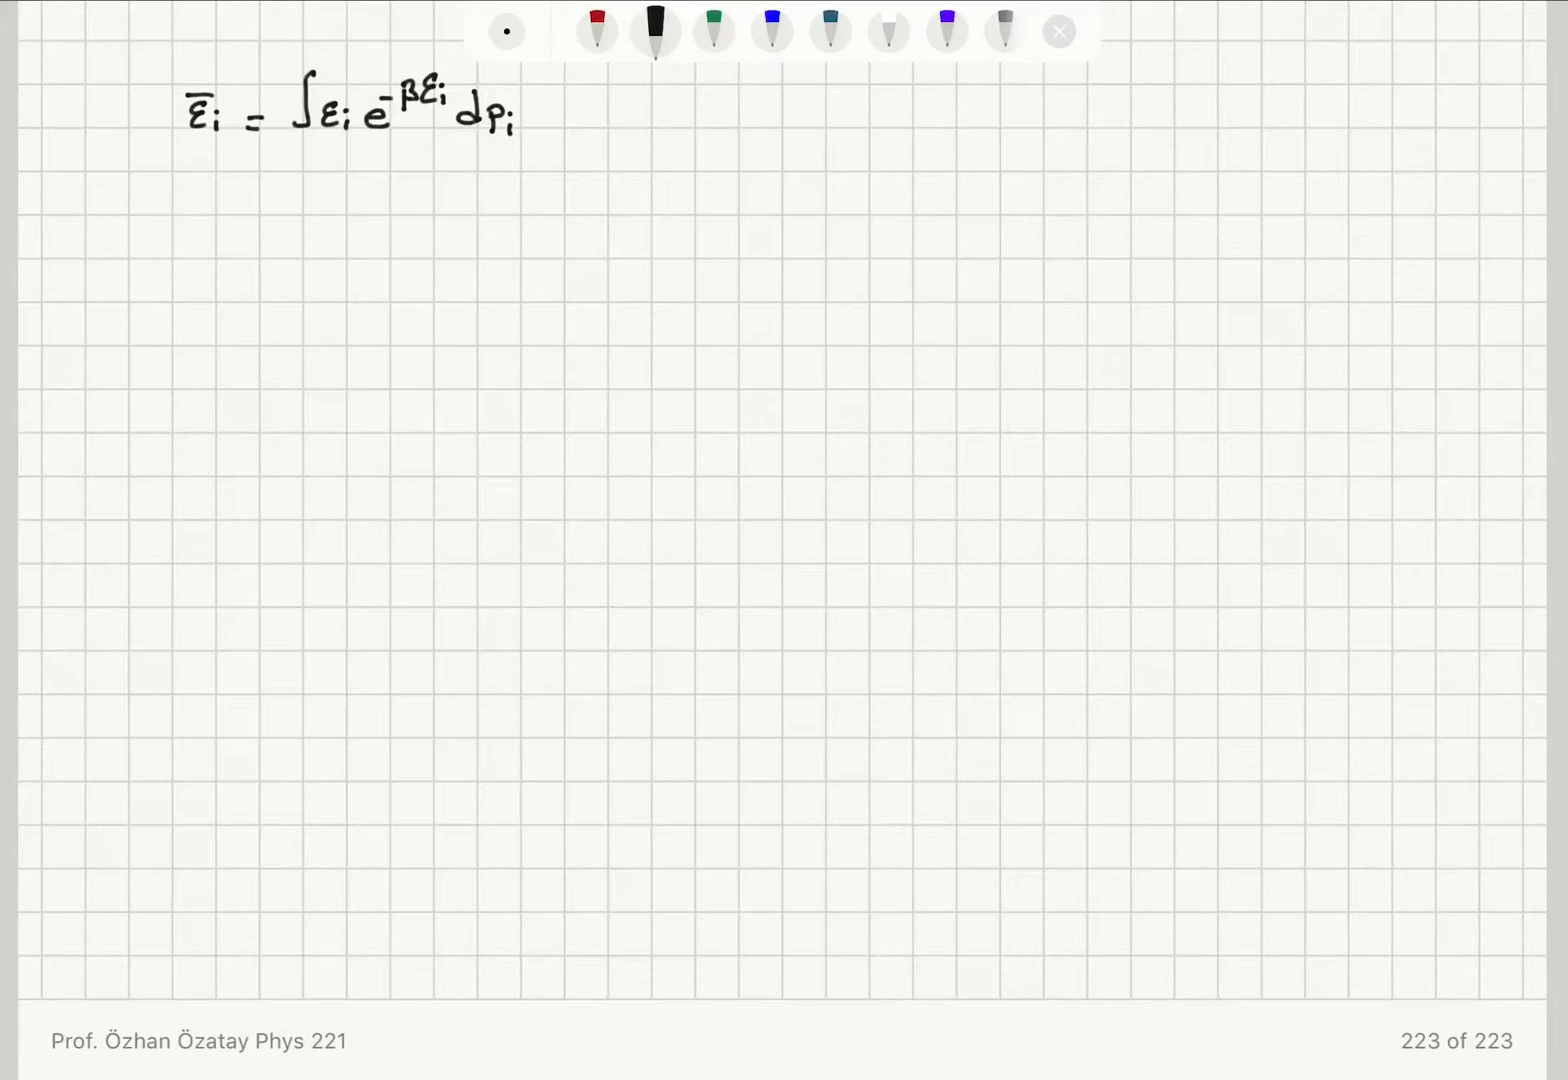 ε̄ᵢ = ∫εᵢ e^{-βεᵢ} dpᵢ
Prof. Özhan Özatay Phys 221
223 of 223